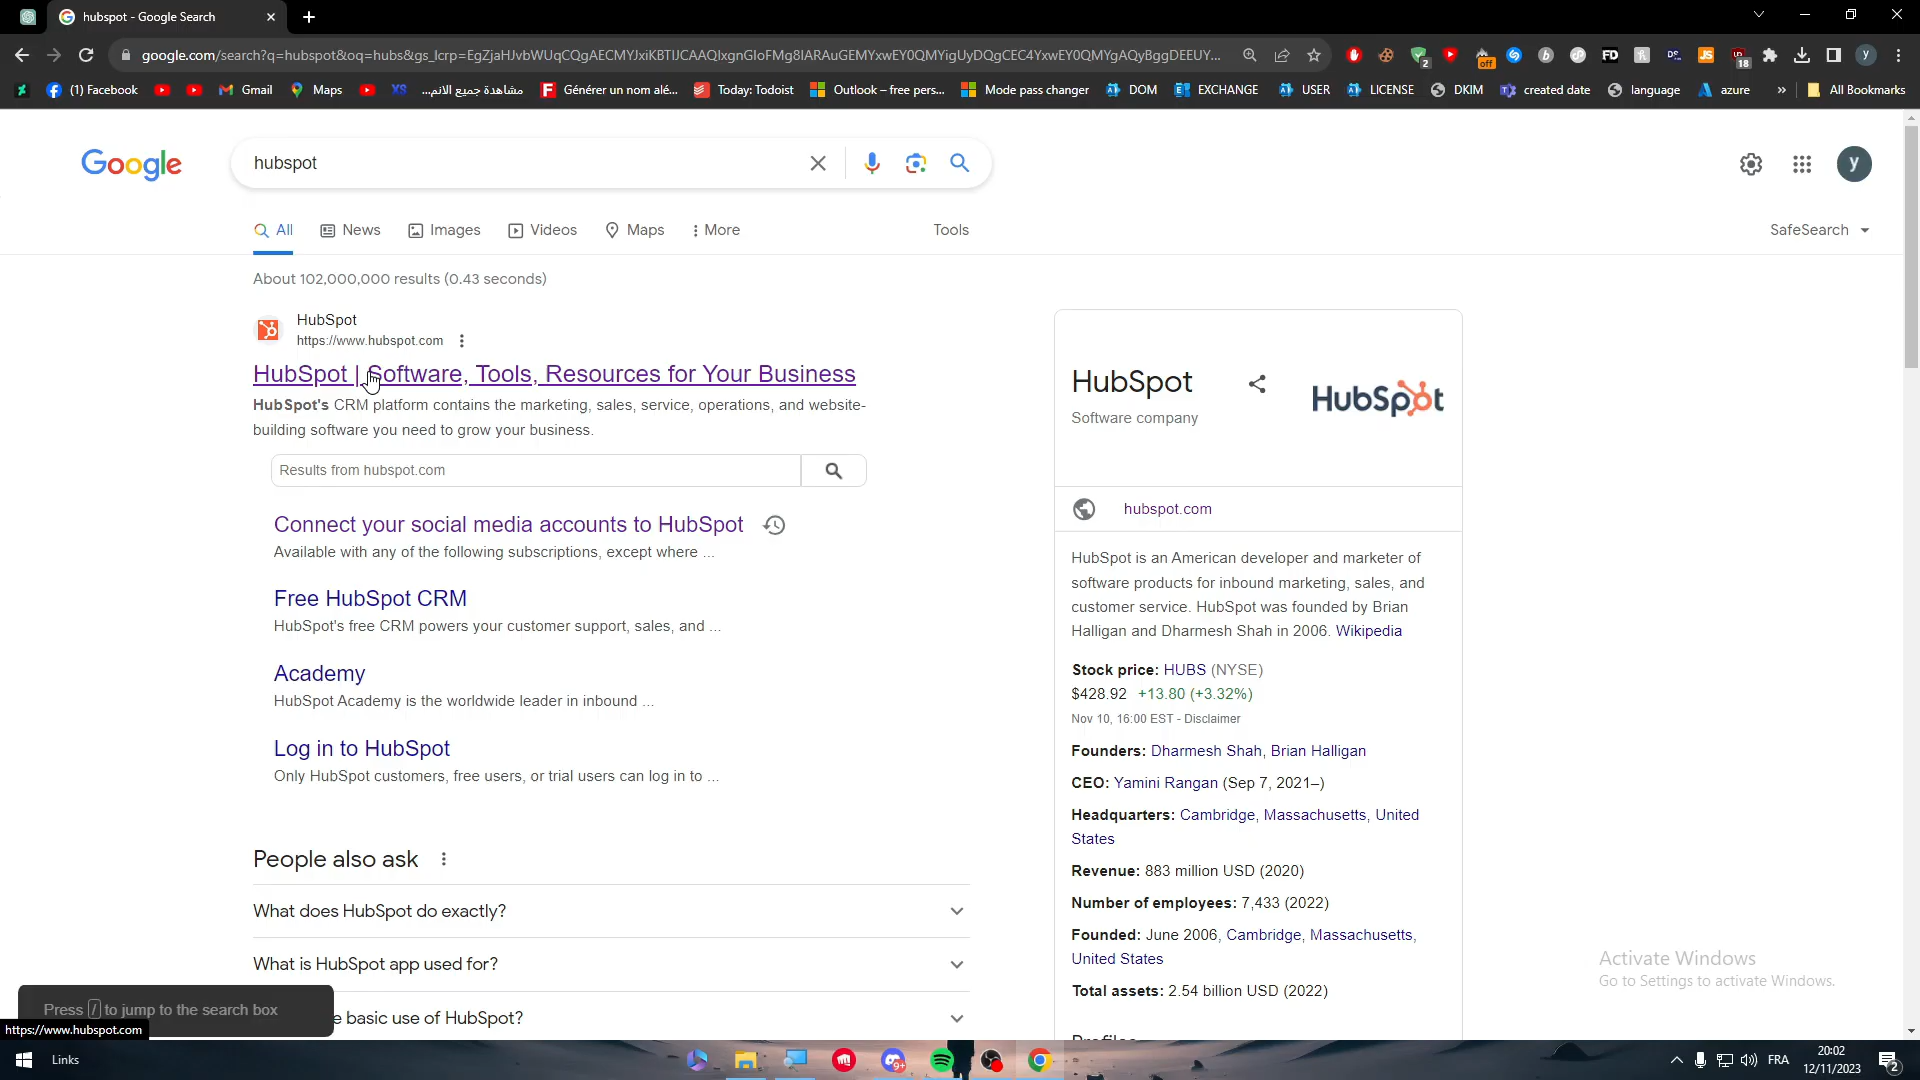 hubspot - Google Search
google.com/search?q=hubspot&oq=hubs&gs_lcrp=EgZjaHJvbWUqCQgAECMYJxiKBTIJCAAQIxgnGIoFMg8IARAuGEMYxwEY0QMYigUyDQgCEC4YxwEY0QMYgAQyBggDEEUY...
2
off
FD
JS
18
y
(1) Facebook
Gmail
Maps
XS
مشاهدة جميع الانم...
Générer un nom alé...
Today: Todoist
Outlook – free pers...
Mode pass changer
DOM
EXCHANGE
USER
LICENSE
DKIM
created date
language
azure
»
All Bookmarks
Google
hubspot
y
All
News
Images
Videos
Maps
More
Tools
SafeSearch
About 102,000,000 results (0.43 seconds)
HubSpot
https://www.hubspot.com
HubSpot | Software, Tools, Resources for Your Business
HubSpot's CRM platform contains the marketing, sales, service, operations, and website-
building software you need to grow your business.
Results from hubspot.com
Connect your social media accounts to HubSpot
Available with any of the following subscriptions, except where ...
Free HubSpot CRM
HubSpot's free CRM powers your customer support, sales, and ...
Academy
HubSpot Academy is the worldwide leader in inbound ...
Log in to HubSpot
Only HubSpot customers, free users, or trial users can log in to ...
People also ask
What does HubSpot do exactly?
What is HubSpot app used for?
e basic use of HubSpot?
Press / to jump to the search box
https://www.hubspot.com
HubSpot
Software company
HubSpot
hubspot.com
HubSpot is an American developer and marketer of
software products for inbound marketing, sales, and
customer service. HubSpot was founded by Brian
Halligan and Dharmesh Shah in 2006. Wikipedia
Stock price: HUBS (NYSE)
$428.92 +13.80 (+3.32%)
Nov 10, 16:00 EST - Disclaimer
Founders: Dharmesh Shah, Brian Halligan
CEO: Yamini Rangan (Sep 7, 2021–)
Headquarters: Cambridge, Massachusetts, United
States
Revenue: 883 million USD (2020)
Number of employees: 7,433 (2022)
Founded: June 2006, Cambridge, Massachusetts,
United States
Total assets: 2.54 billion USD (2022)
Profiles
Activate Windows
Go to Settings to activate Windows.
Links
9+
FRA
20:02
12/11/2023
2